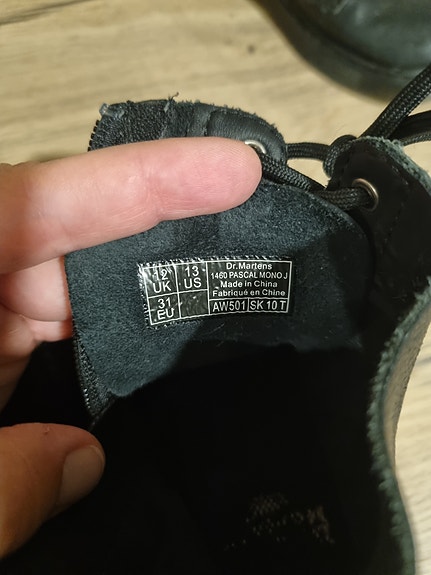 12 UK
13 US
31 EU
Dr.Martens
1460 PASCAL MONO J
Made in China
Fabriqué en Chine
AW501 SK 10 T